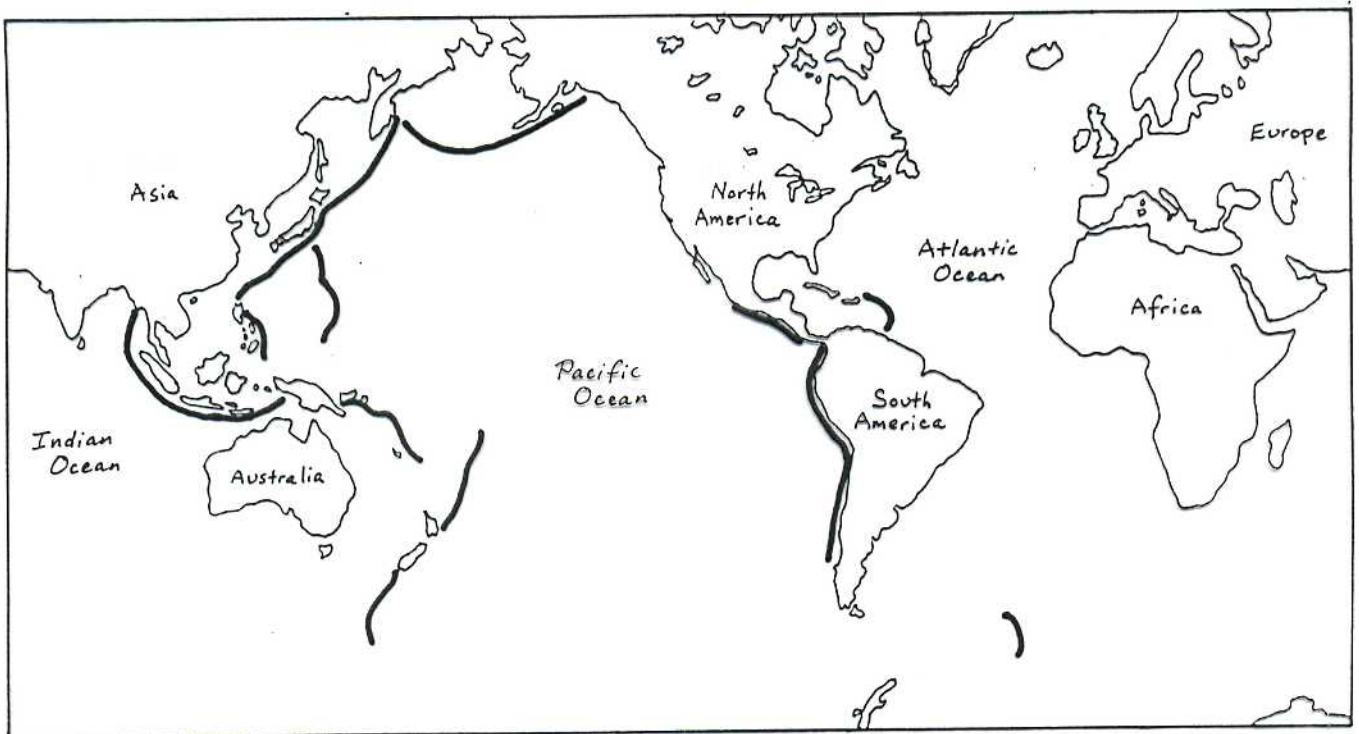 Europe
Asia
North
America
Atlantic
Ocean
Africa
Pacific
Ocean
South
America
Indian
Ocean
Australia